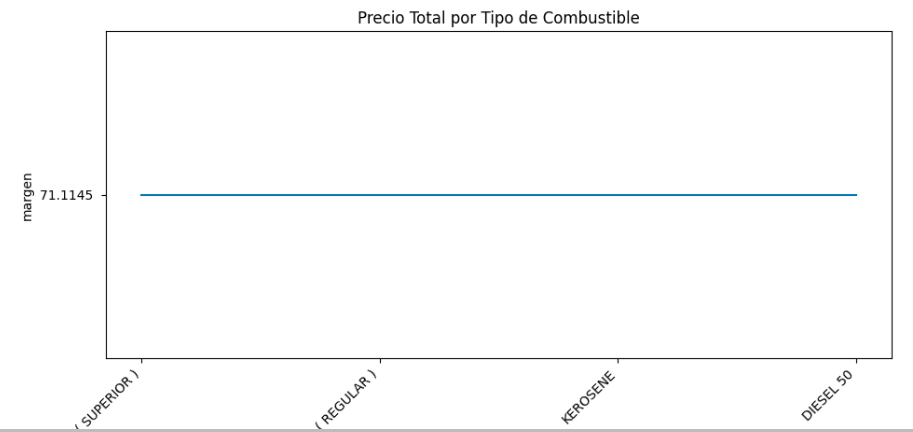 Precio Total por Tipo de Combustible
margen
71.1145
( SUPERIOR )
( REGULAR )
KEROSENE
DIESEL 50